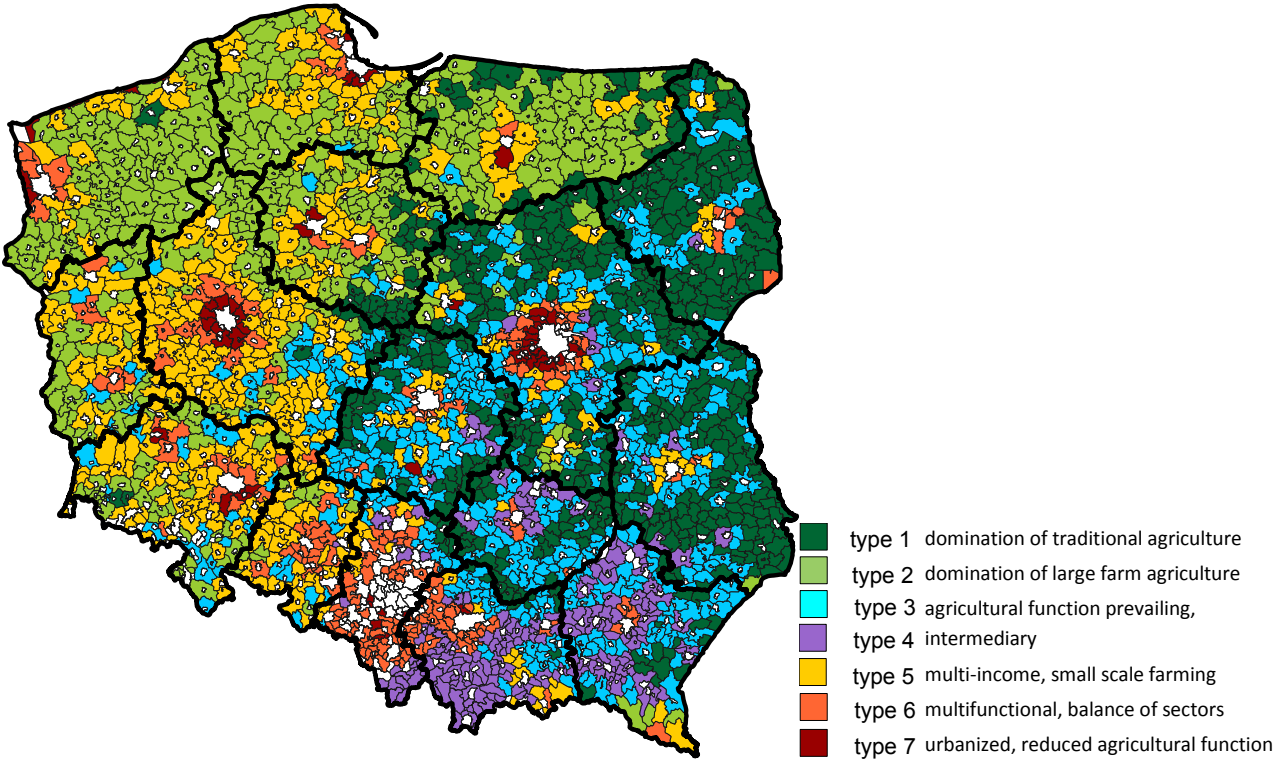 type 1 domination of traditional agriculture
type 2 domination of large farm agriculture
type 3 agricultural function prevailing,
type 4 intermediary
type 5 multi-income, small scale farming
type 6 multifunctional, balance of sectors
type 7 urbanized, reduced agricultural function